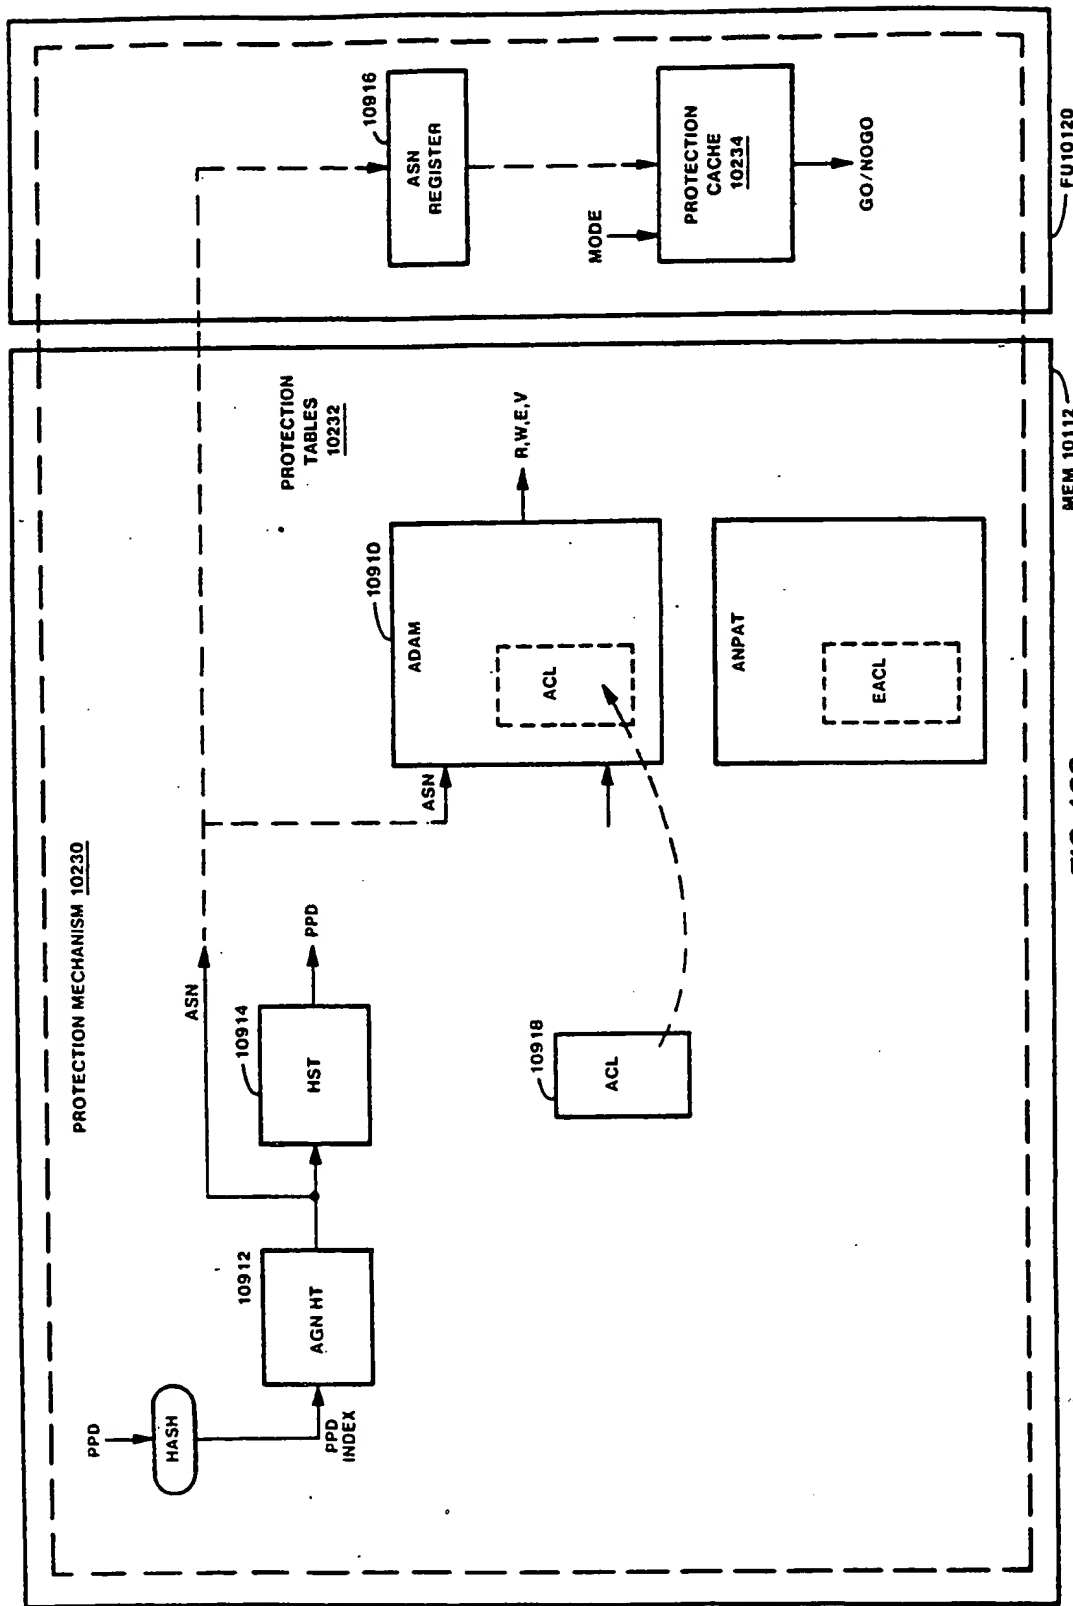 PROTECTION MECHANISM 10230
PPD
HASH
PPD
INDEX
10912
AGN HT
ASN
10914
HST
PPD
10918
ACL
PROTECTION
TABLES
10232
ASN
10910
ADAM
ACL
R,W,E,V
ANPAT
EACL
MEM 10112
10916
ASN
REGISTER
MODE
PROTECTION
CACHE
10234
GO/NOGO
FU10120